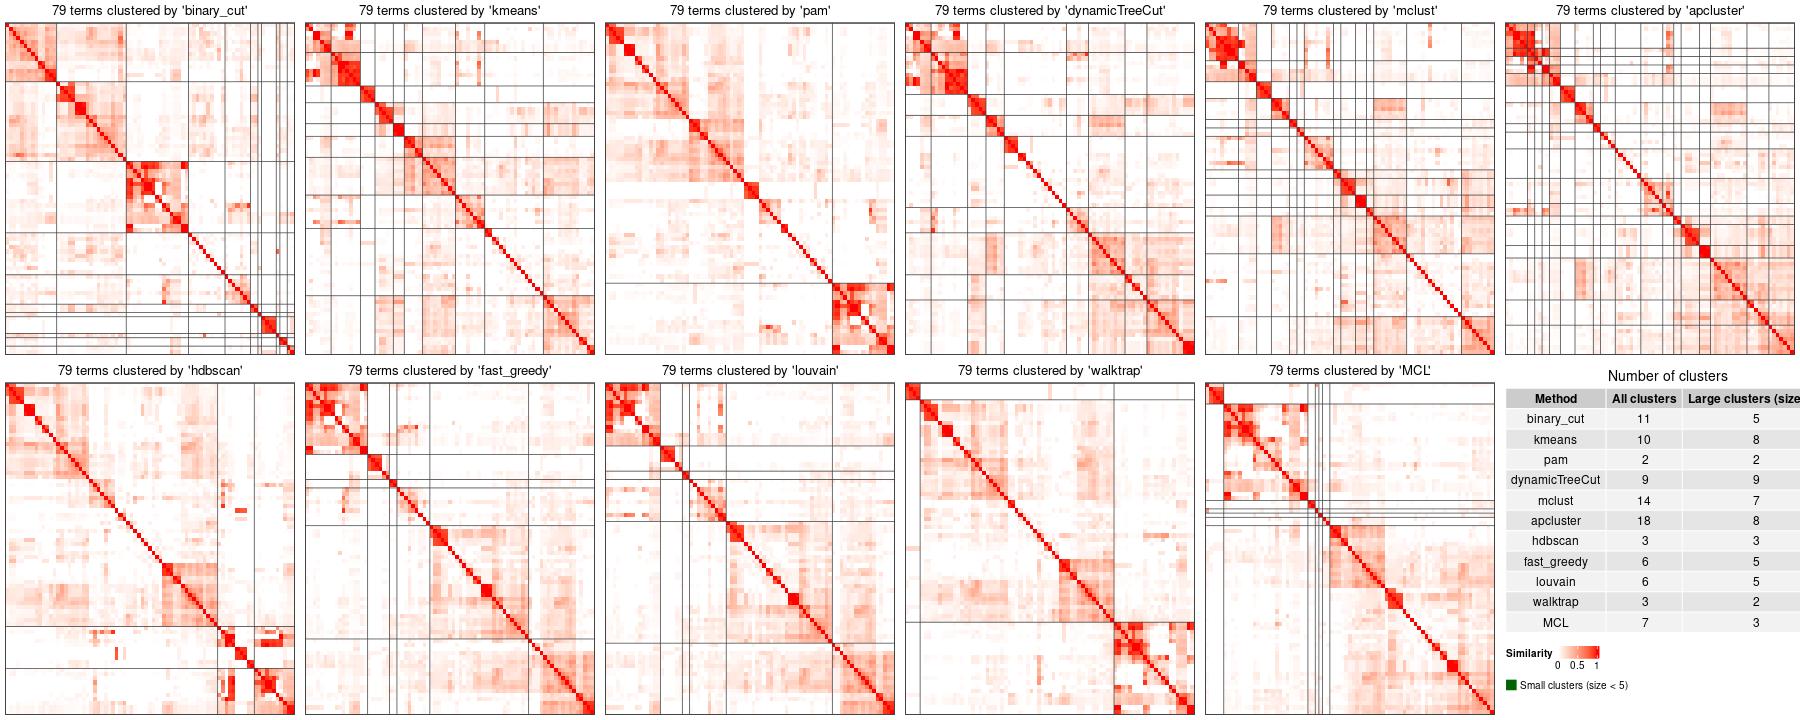 79 terms clustered by 'binary_cut'
79 terms clustered by 'kmeans'
79 terms clustered by 'pam'
79 terms clustered by 'dynamicTreeCut'
79 terms clustered by 'mclust'
79 terms clustered by 'apcluster'
79 terms clustered by 'hdbscan'
79 terms clustered by 'fast_greedy'
79 terms clustered by 'louvain'
79 terms clustered by 'walktrap'
79 terms clustered by 'MCL'
Number of clusters
Method All clusters Large clusters (size
binary_cut 11 5
kmeans 10 8
pam 2 2
dynamicTreeCut 9 9
mclust 14 7
apcluster 18 8
hdbscan 3 3
fast_greedy 6 5
louvain 6 5
walktrap 3 2
MCL 7 3
Similarity
0 0.5 1
Small clusters (size < 5)